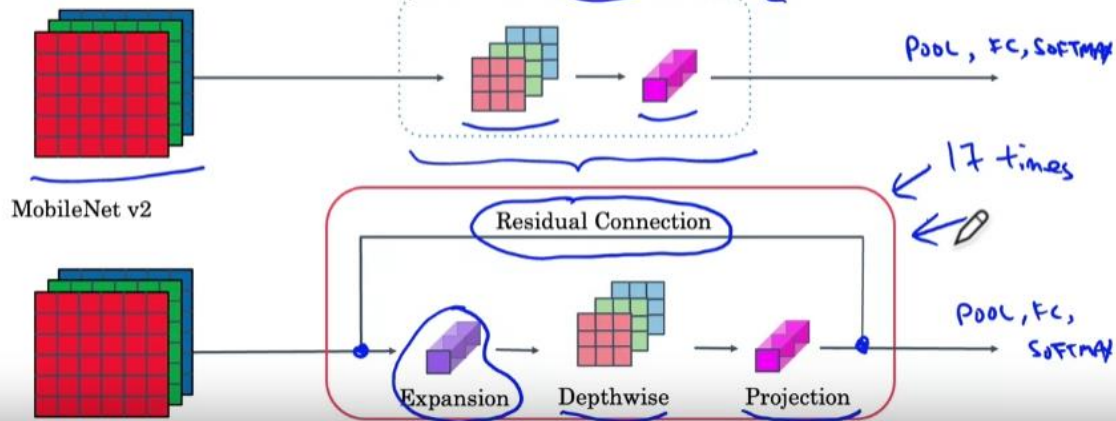 POOL, FC, SOFTMAX
17 times
MobileNet v2
Residual Connection
POOL, FC,
SOFTMAX
Expansion
Depthwise
Projection